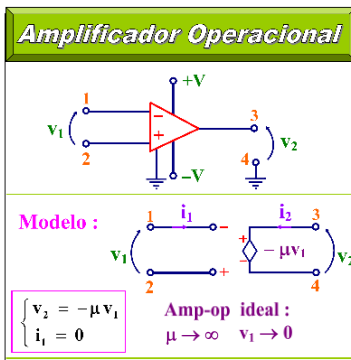 Amplificador Operacional
+V
1
3
v₁
−
+
v₂
2
4
−V
Modelo :
1 i₁ − i₂ 3
v₁ + − − μv₁ v₂
2 + 4
v₂ = −μ v₁
i₁ = 0
Amp-op ideal :
μ → ∞ v₁ → 0